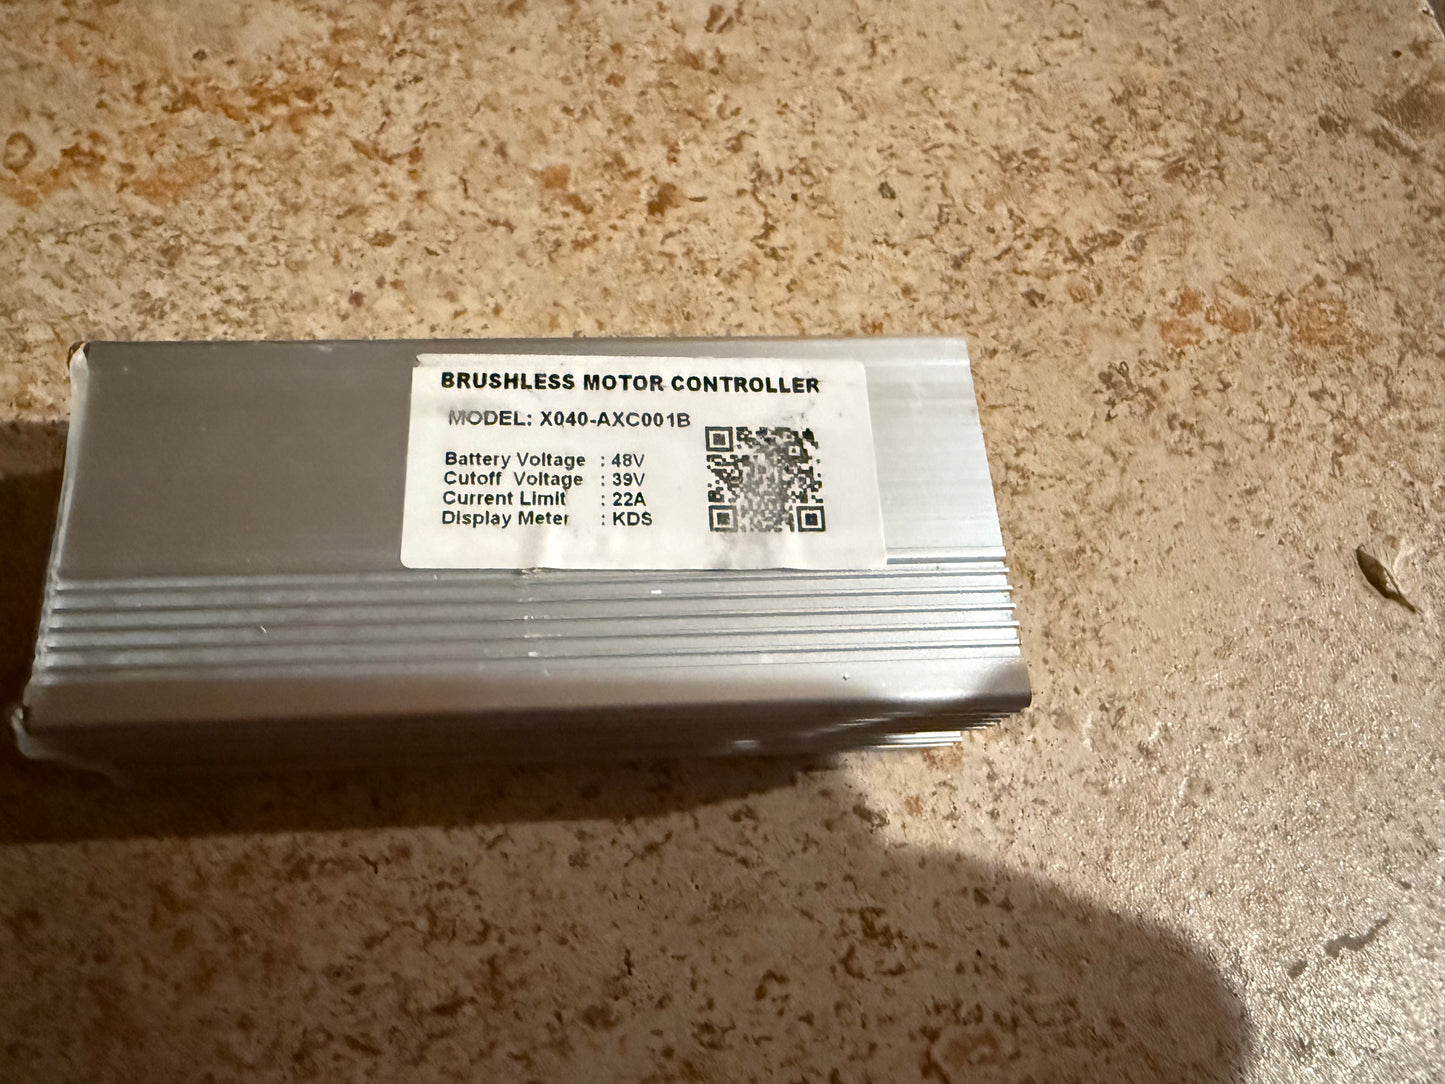 BRUSHLESS MOTOR CONTROLLER
MODEL: X040-AXC001B
Battery Voltage : 48V
Cutoff Voltage : 39V
Current Limit : 22A
Display Meter : KDS